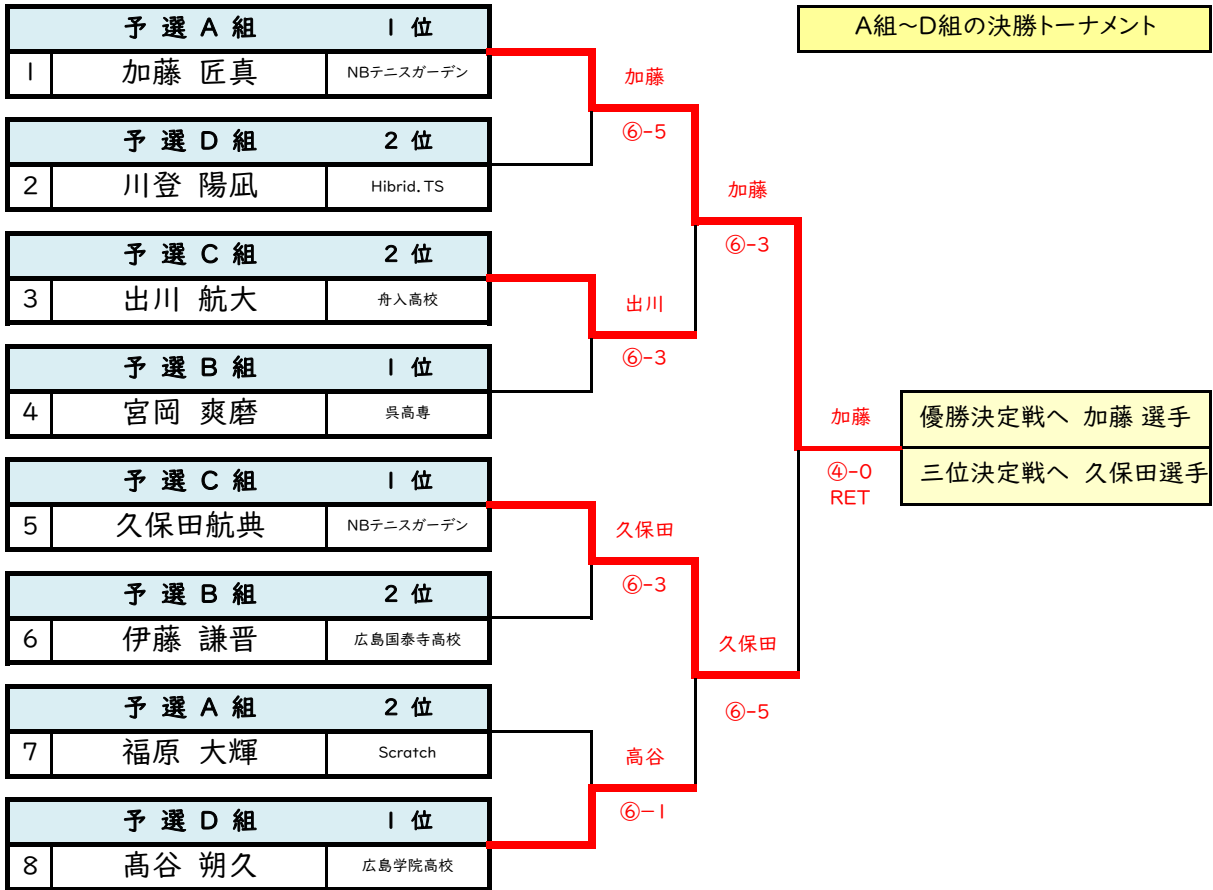 予選A組 1位
1 加藤 匠真 NBテニスガーデン
予選D組 2位
2 川登 陽凪 Hibrid.TS
予選C組 2位
3 出川 航大 舟入高校
予選B組 1位
4 宮岡 爽磨 呉高専
予選C組 1位
5 久保田航典 NBテニスガーデン
予選B組 2位
6 伊藤 謙晋 広島国泰寺高校
予選A組 2位
7 福原 大輝 Scratch
予選D組 1位
8 髙谷 朔久 広島学院高校
加藤
⑥-5
出川
⑥-3
久保田
⑥-3
高谷
⑥-1
加藤
⑥-3
久保田
⑥-5
加藤
④-0
RET
A組~D組の決勝トーナメント
優勝決定戦へ 加藤 選手
三位決定戦へ 久保田選手